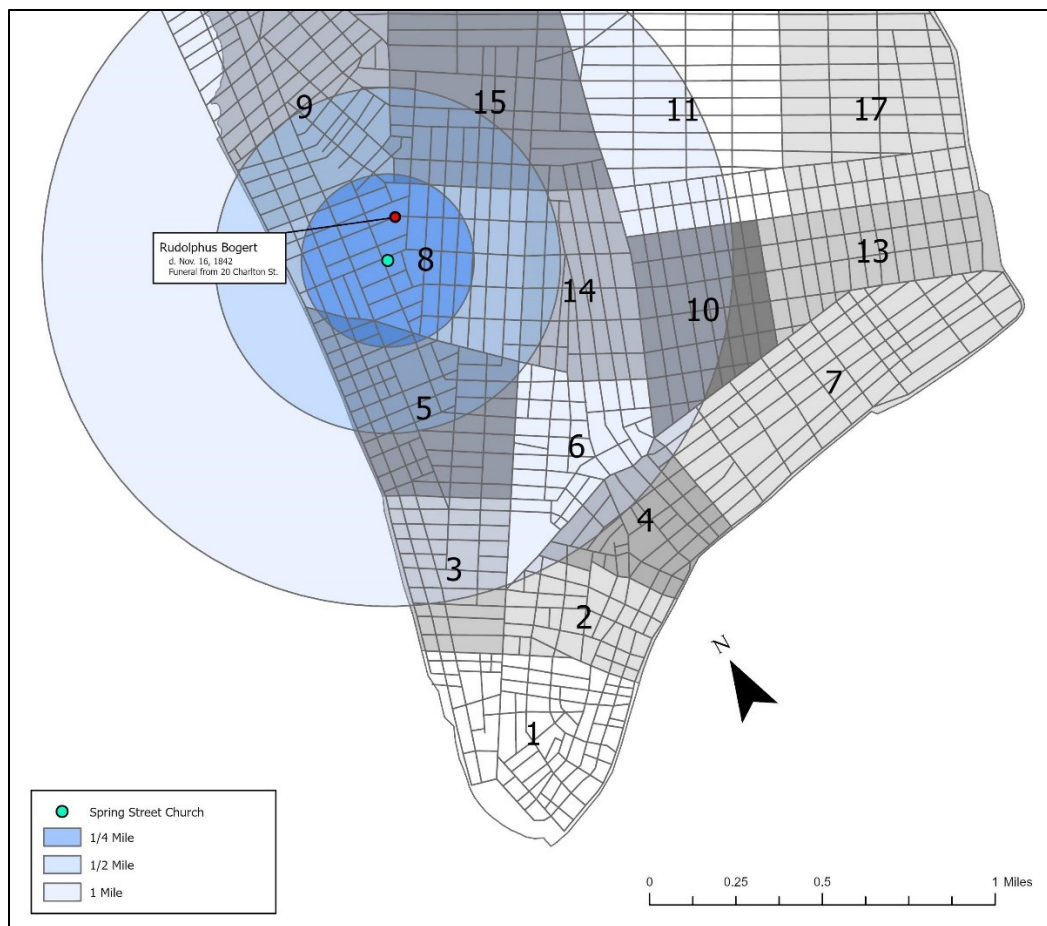 9
15
11
17
Rudolphus Bogert
d. Nov. 16, 1842
Funeral from 20 Charlton St.
8
13
14
10
7
5
6
4
3
2
N
1
Spring Street Church
1/4 Mile
1/2 Mile
1 Mile
0 0.25 0.5 1 Miles